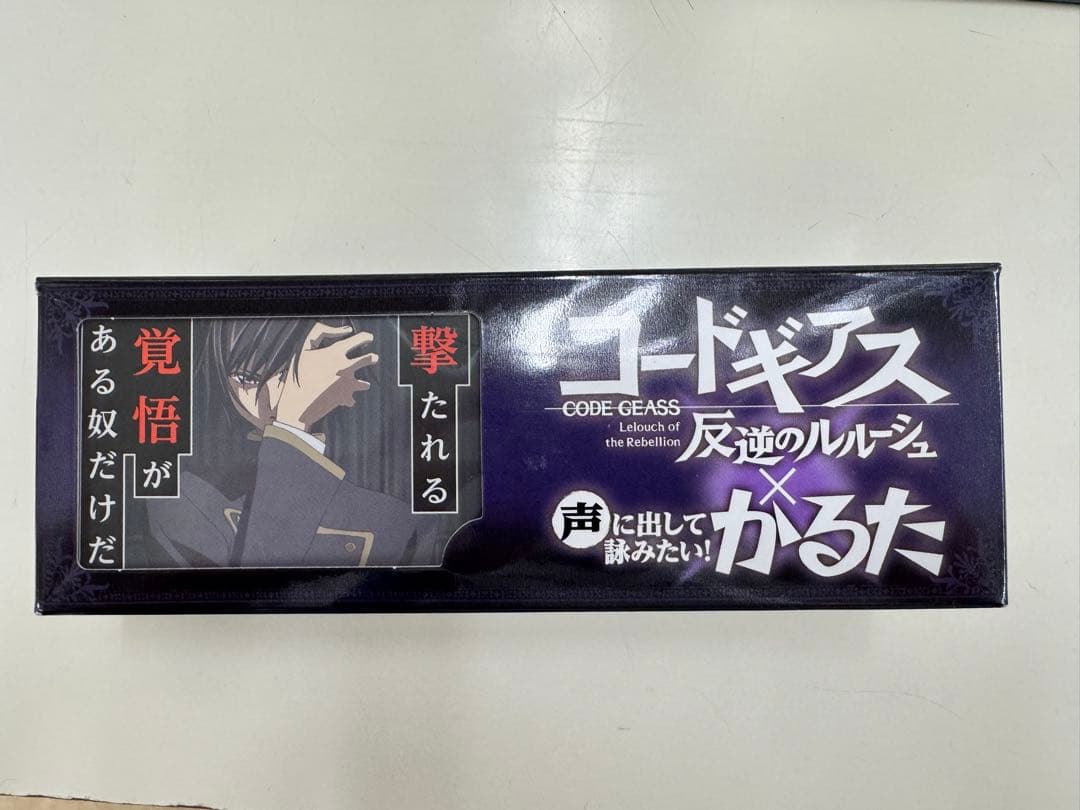 撃たれる
覚悟が
ある奴だけだ
コードギアス
CODE GEASS
Lelouch of
the Rebellion
反逆のルルーシュ
×
声に出して
詠みたい!
かるた